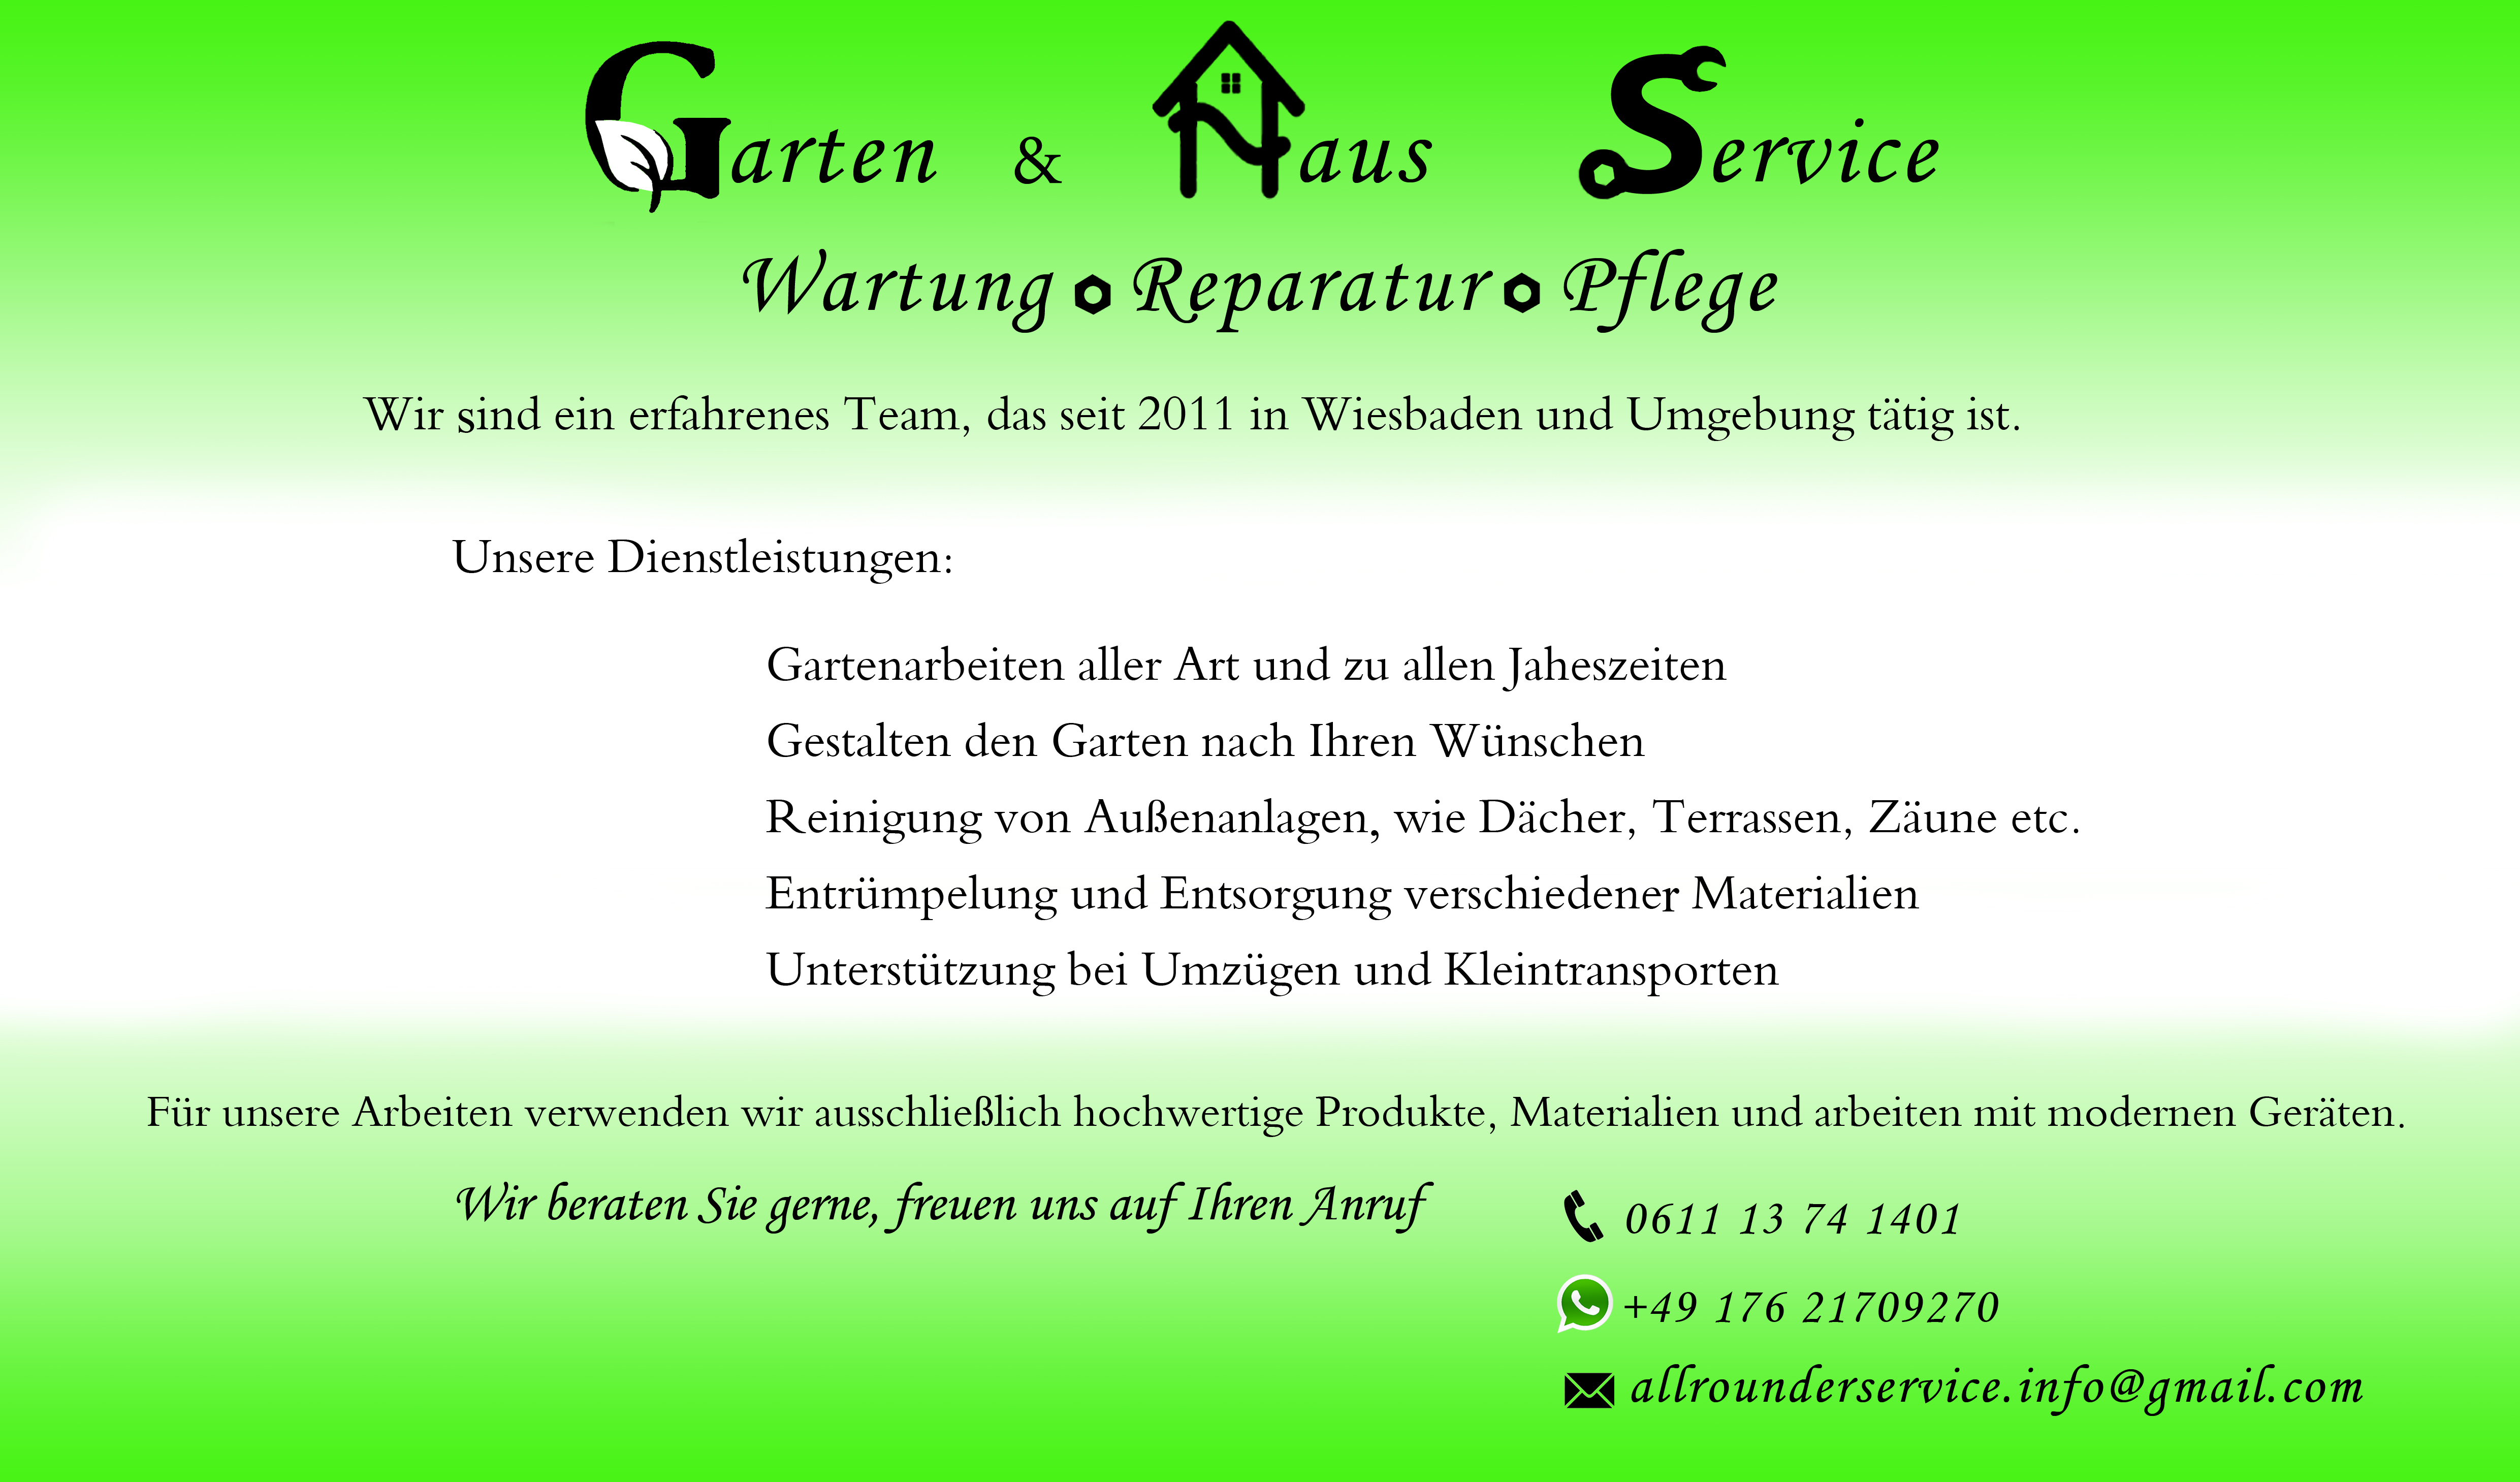 Garten & Haus Service
Wartung Reparatur Pflege
Wir sind ein erfahrenes Team, das seit 2011 in Wiesbaden und Umgebung tätig ist.
Unsere Dienstleistungen:
Gartenarbeiten aller Art und zu allen Jaheszeiten
Gestalten den Garten nach Ihren Wünschen
Reinigung von Außenanlagen, wie Dächer, Terrassen, Zäune etc.
Entrümpelung und Entsorgung verschiedener Materialien
Unterstützung bei Umzügen und Kleintransporten
Für unsere Arbeiten verwenden wir ausschließlich hochwertige Produkte, Materialien und arbeiten mit modernen Geräten.
Wir beraten Sie gerne, freuen uns auf Ihren Anruf
0611 13 74 1401
+49 176 21709270
allrounderservice.info@gmail.com